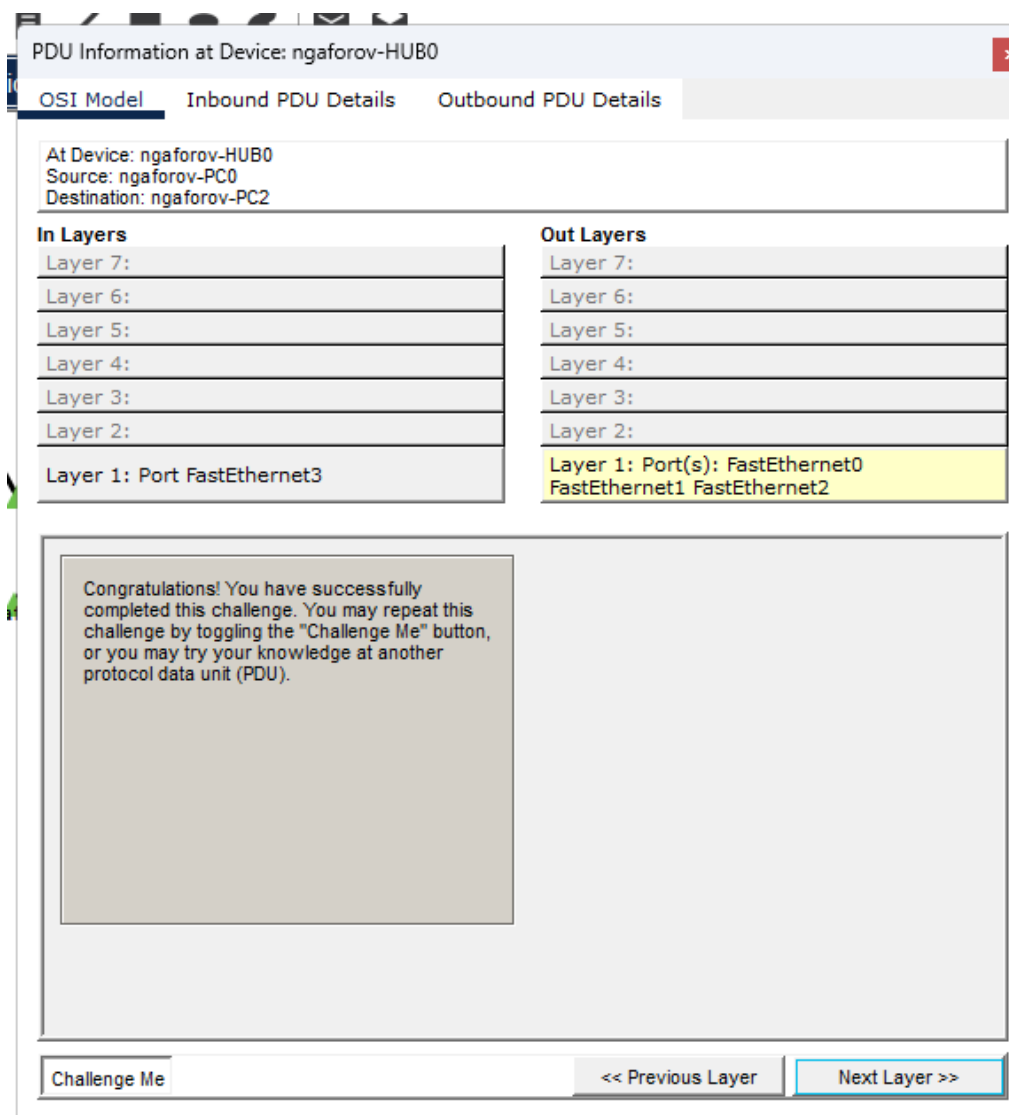 PDU Information at Device: ngaforov-HUB0
OSI Model Inbound PDU Details Outbound PDU Details
At Device: ngaforov-HUB0
Source: ngaforov-PC0
Destination: ngaforov-PC2
In Layers Out Layers
Layer 7: Layer 7:
Layer 6: Layer 6:
Layer 5: Layer 5:
Layer 4: Layer 4:
Layer 3: Layer 3:
Layer 2: Layer 2:
Layer 1: Port FastEthernet3 Layer 1: Port(s): FastEthernet0
FastEthernet1 FastEthernet2
Congratulations! You have successfully
completed this challenge. You may repeat this
challenge by toggling the "Challenge Me" button,
or you may try your knowledge at another
protocol data unit (PDU).
Challenge Me << Previous Layer Next Layer >>